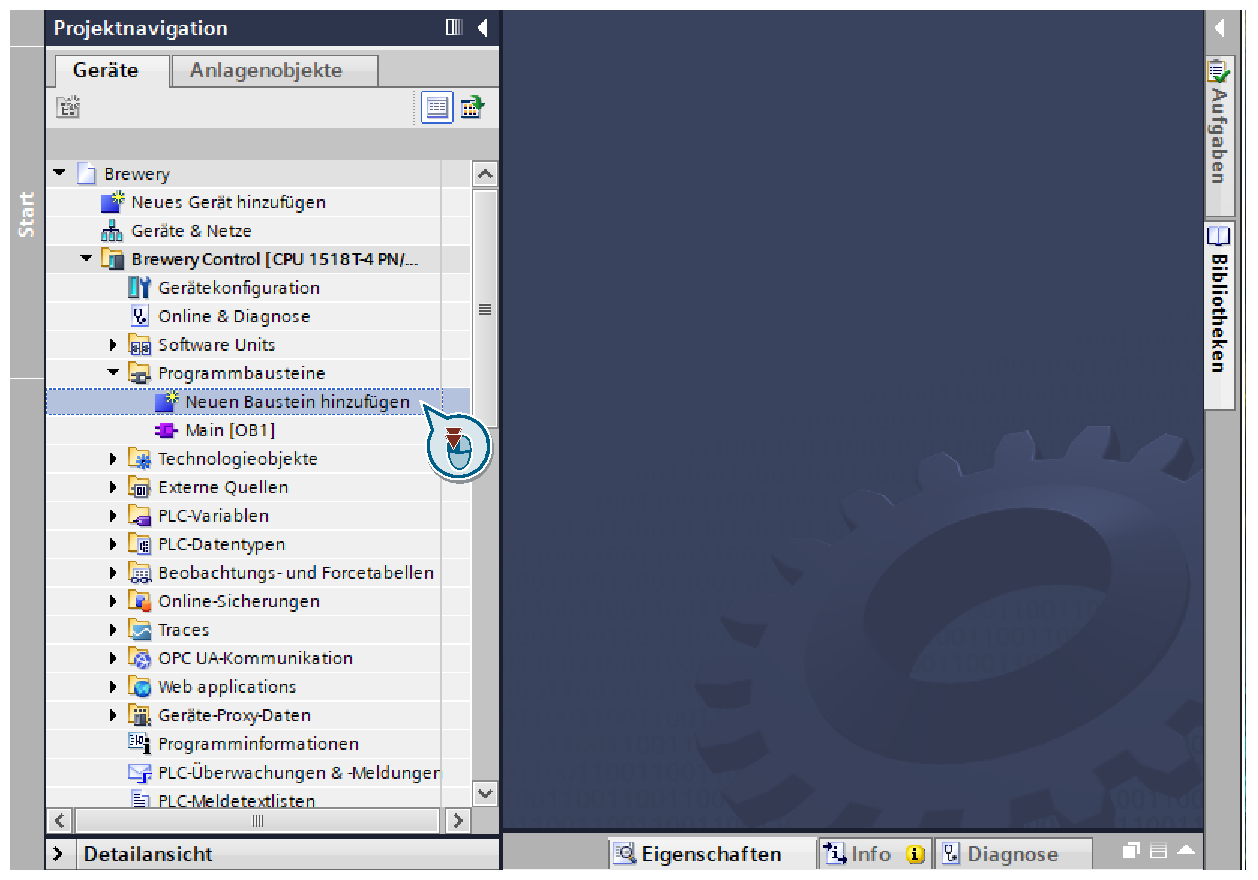 Projektnavigation
Geräte
Anlagenobjekte
Start
Brewery
Neues Gerät hinzufügen
Geräte & Netze
Brewery Control [CPU 1518T-4 PN/...
Gerätekonfiguration
Online & Diagnose
Software Units
Programmbausteine
Neuen Baustein hinzufügen
Main [OB1]
Technologieobjekte
Externe Quellen
PLC-Variablen
PLC-Datentypen
Beobachtungs- und Forcetabellen
Online-Sicherungen
Traces
OPC UA-Kommunikation
Web applications
Geräte-Proxy-Daten
Programminformationen
PLC-Überwachungen & -Meldungen
PLC-Meldetextlisten
Detailansicht
Eigenschaften
Info
Diagnose
Aufgaben
Bibliotheken